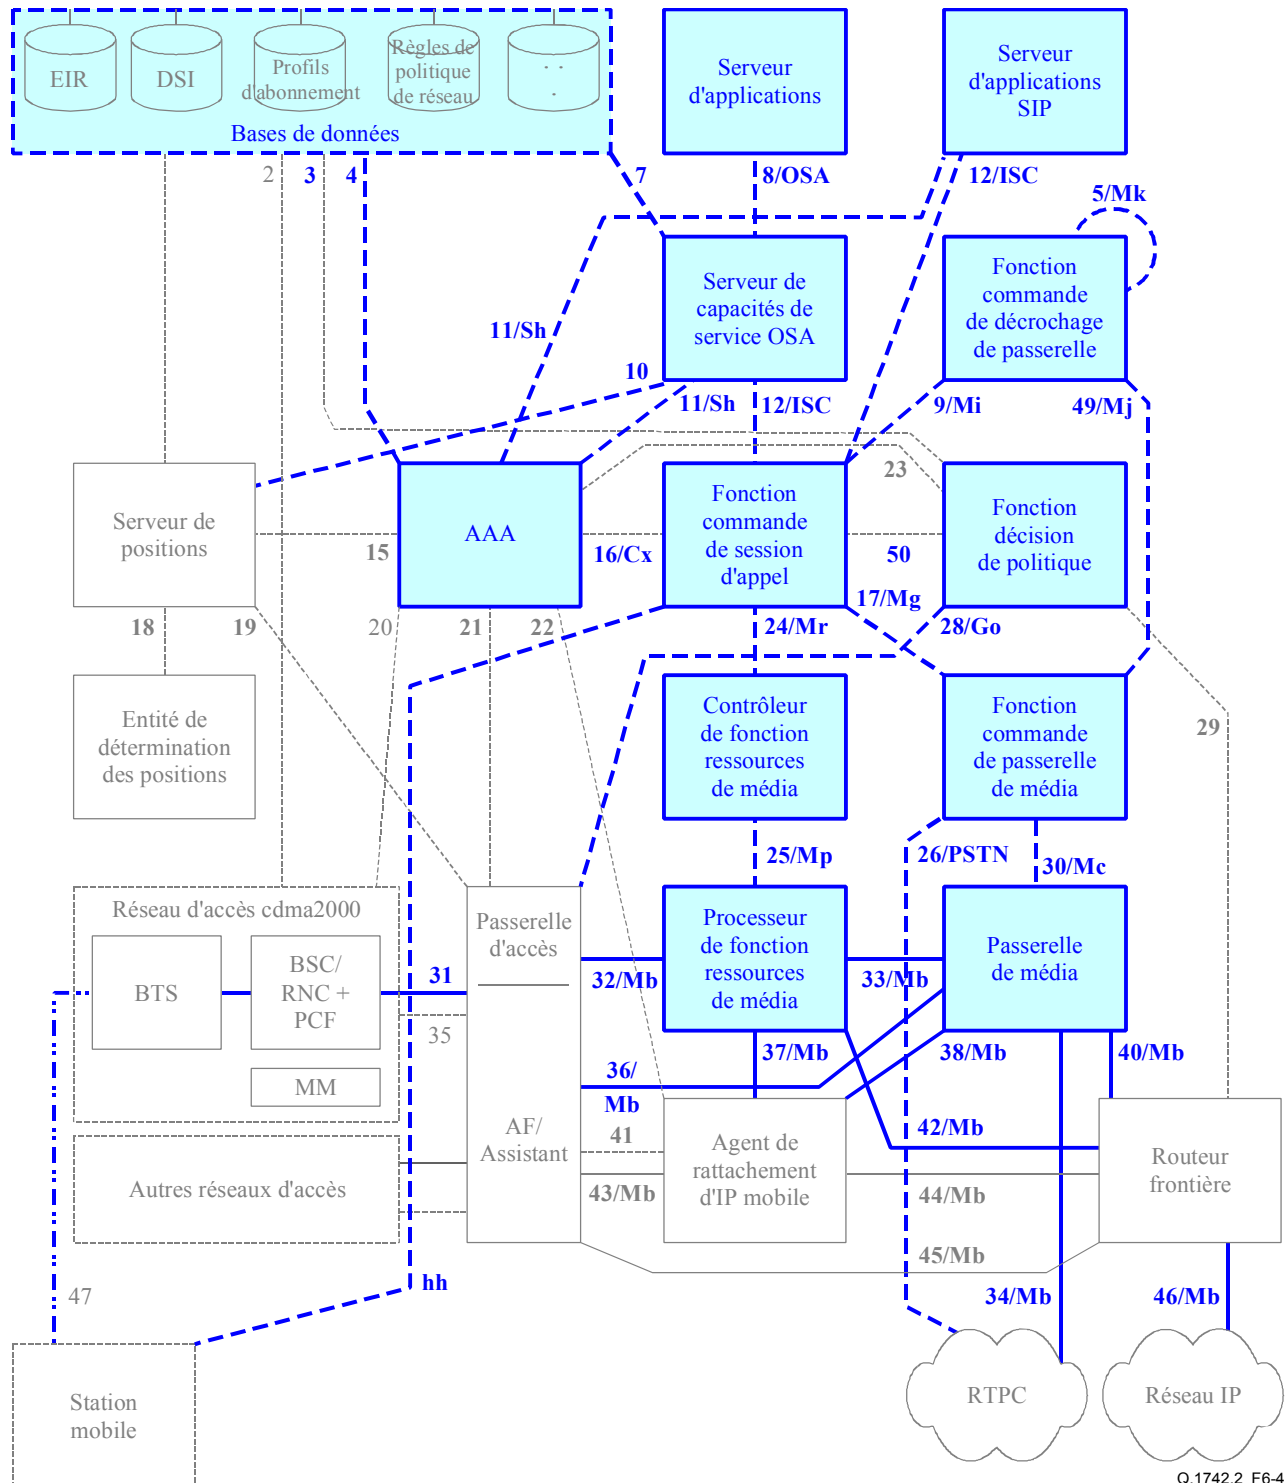 EIR
DSI
Profils
d'abonnement
Règles de
politique
de réseau
. .
.
Bases de données
Serveur
d'applications
Serveur
d'applications
SIP
2
3
4
7
8/OSA
12/ISC
5/Mk
Serveur de
capacités de
service OSA
Fonction
commande
de décrochage
de passerelle
11/Sh
10
11/Sh
12/ISC
9/Mi
49/Mj
23
Serveur de
positions
15
AAA
16/Cx
Fonction
commande
de session
d'appel
50
Fonction
décision
de politique
17/Mg
18
19
20
21
22
24/Mr
28/Go
Entité de
détermination
des positions
Contrôleur
de fonction
ressources
de média
Fonction
commande
de passerelle
de média
29
25/Mp
26/PSTN
30/Mc
Réseau d'accès cdma2000
BTS
BSC/
RNC +
PCF
MM
31
35
Passerelle
d'accès
32/Mb
Processeur
de fonction
ressources
de média
33/Mb
Passerelle
de média
36/
Mb
37/Mb
38/Mb
40/Mb
AF/
Assistant
41
42/Mb
Agent de
rattachement
d'IP mobile
Routeur
frontière
Autres réseaux d'accès
43/Mb
44/Mb
45/Mb
47
hh
34/Mb
46/Mb
Station
mobile
RTPC
Réseau IP
Q.1742.2_F6-4